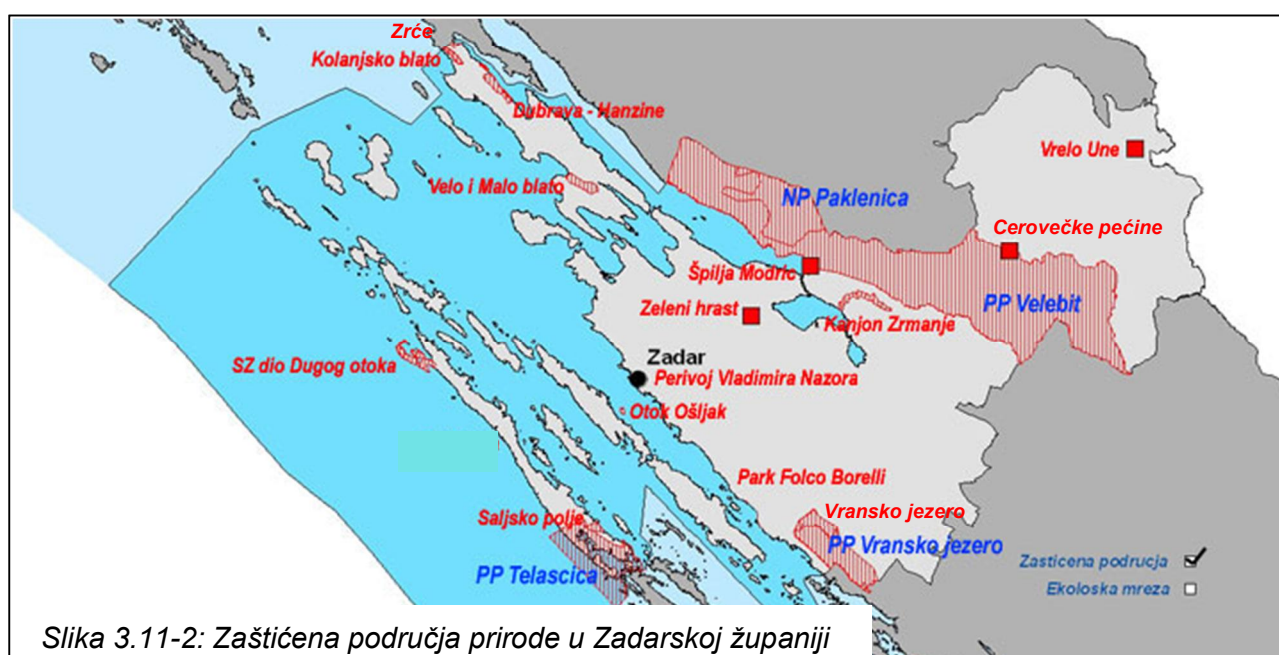 Zrće
Kolanjsko blato
Dubrava - Hanzine
Vrelo Une
Velo i Malo blato
NP Paklenica
Cerovečke pećine
Špilja Modric
PP Velebit
Zeleni hrast
Kanjon Zrmanje
Zadar
SZ dio Dugog otoka
Perivoj Vladimira Nazora
Otok Ošljak
Park Folco Borelli
Vransko jezero
Saljsko polje
PP Vransko jezero
Zasticena podrucja
PP Telascica
Ekoloska mreza
Slika 3.11-2: Zaštićena područja prirode u Zadarskoj županiji